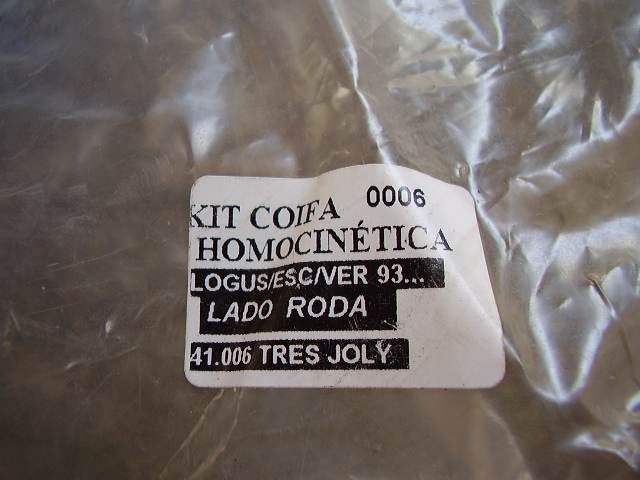 KIT COIFA 0006
HOMOCINÉTICA
LOGUS/ESC/VER 93...
LADO RODA
41.006 TRES JOLY